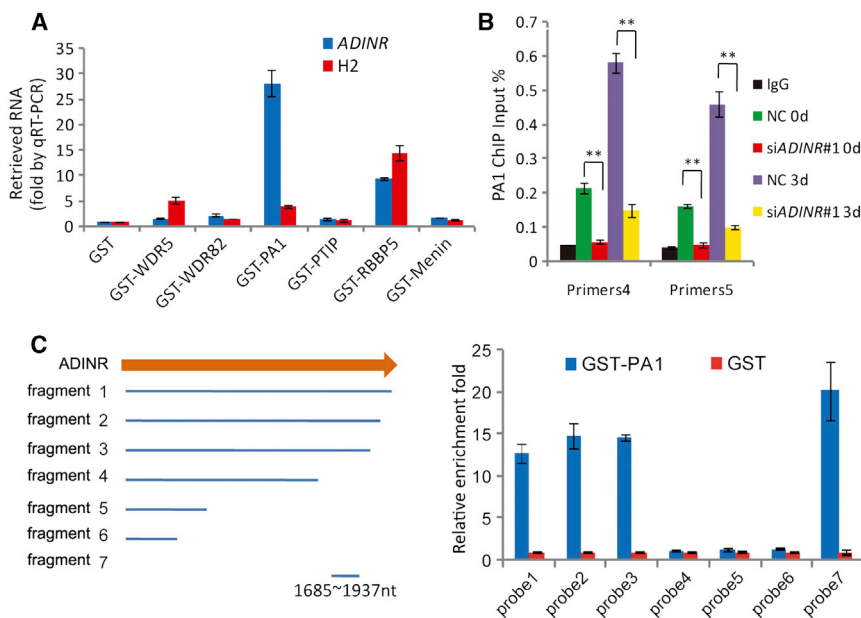 A
Retrieved RNA
(fold by qRT-PCR)
35
30
25
20
15
10
5
0
ADINR
H2
GST
GST-WDR5
GST-WDR82
GST-PA1
GST-PTIP
GST-RBBP5
GST-Menin
B
PA1 ChIP Input %
0.7
0.6
0.5
0.4
0.3
0.2
0.1
0
**
**
**
**
Primers4
Primers5
IgG
NC 0d
siADINR#1 0d
NC 3d
siADINR#1 3d
C
ADINR
fragment 1
fragment 2
fragment 3
fragment 4
fragment 5
fragment 6
fragment 7
1685~1937nt
Relative enrichment fold
25
20
15
10
5
0
GST-PA1
GST
probe1
probe2
probe3
probe4
probe5
probe6
probe7